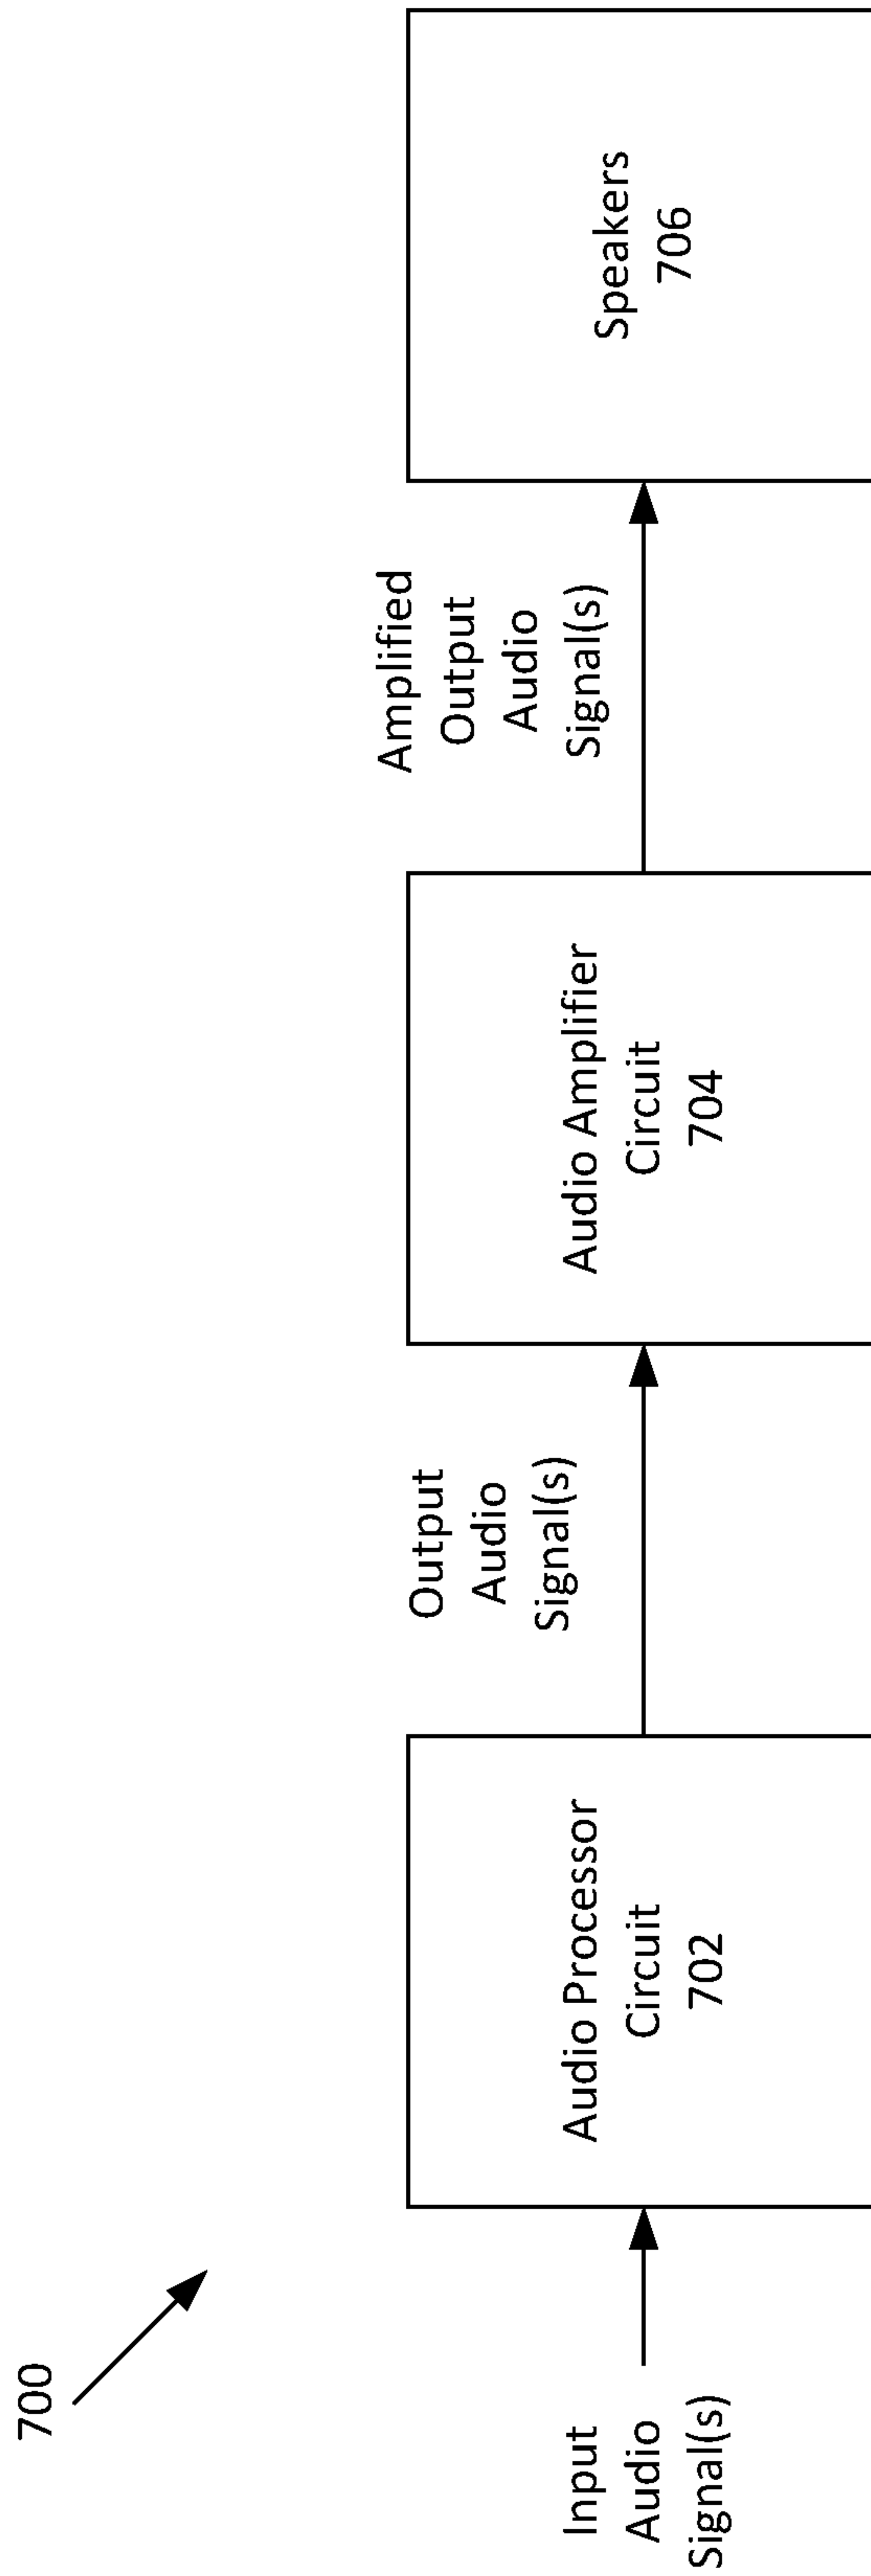 700
Input
Audio
Signal(s)
Audio Processor
Circuit
702
Output
Audio
Signal(s)
Audio Amplifier
Circuit
704
Amplified
Output
Audio
Signal(s)
Speakers
706